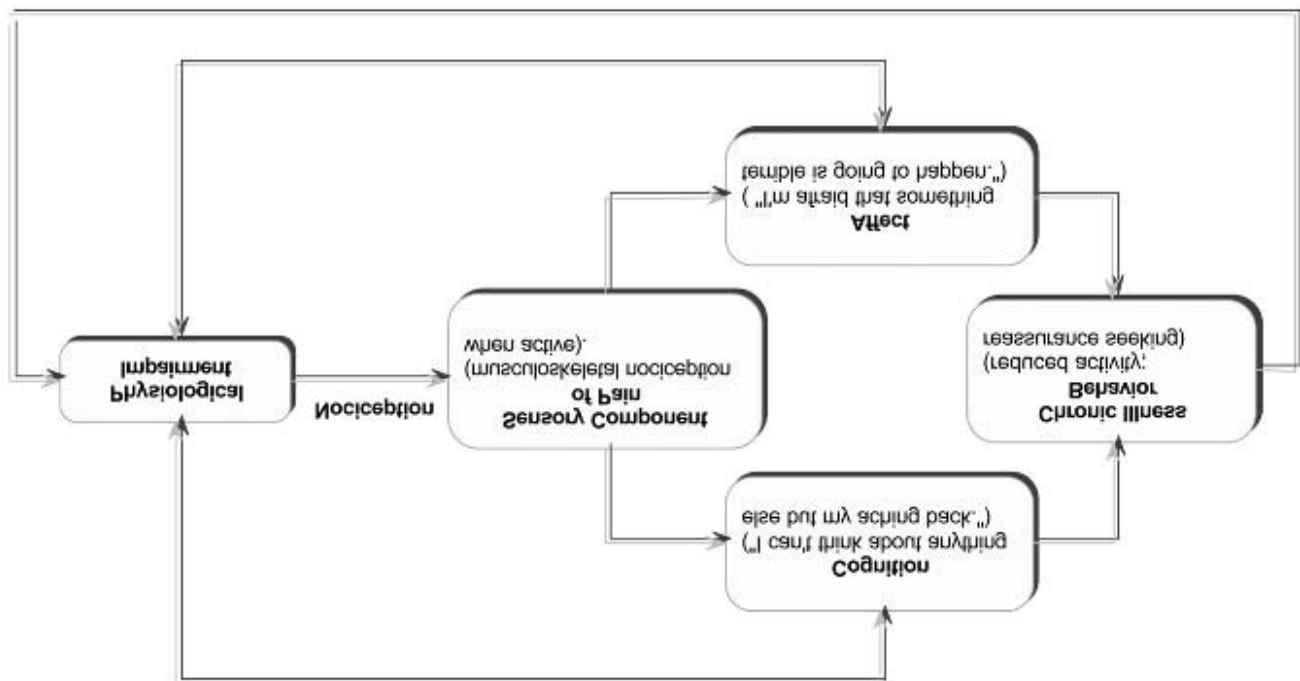 Physiological
Impairment
Nociception
Sensory Component
of Pain
(musculoskeletal nociception
when active).
Cognition
("I can't think about anything
else but my aching back.")
Affect
( "I'm afraid that something
terrible is going to happen.")
Chronic Illness
Behavior
(reduced activity;
reassurance seeking)